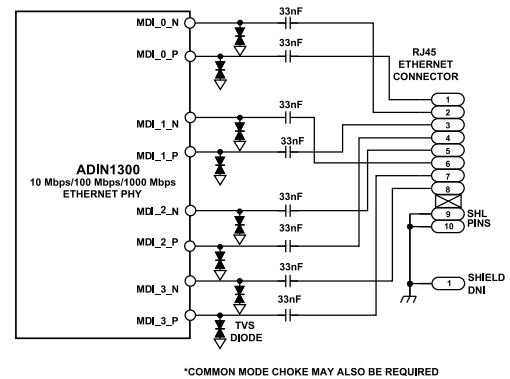 MDI_0_N
33nF
MDI_0_P
33nF
RJ45
ETHERNET
CONNECTOR
1
2
3
4
5
6
7
8
9
10
SHL
PINS
1
SHIELD
DNI
MDI_1_N
33nF
MDI_1_P
33nF
ADIN1300
10 Mbps/100 Mbps/1000 Mbps
ETHERNET PHY
MDI_2_N
33nF
MDI_2_P
33nF
MDI_3_N
33nF
MDI_3_P
33nF
TVS
DIODE
*COMMON MODE CHOKE MAY ALSO BE REQUIRED